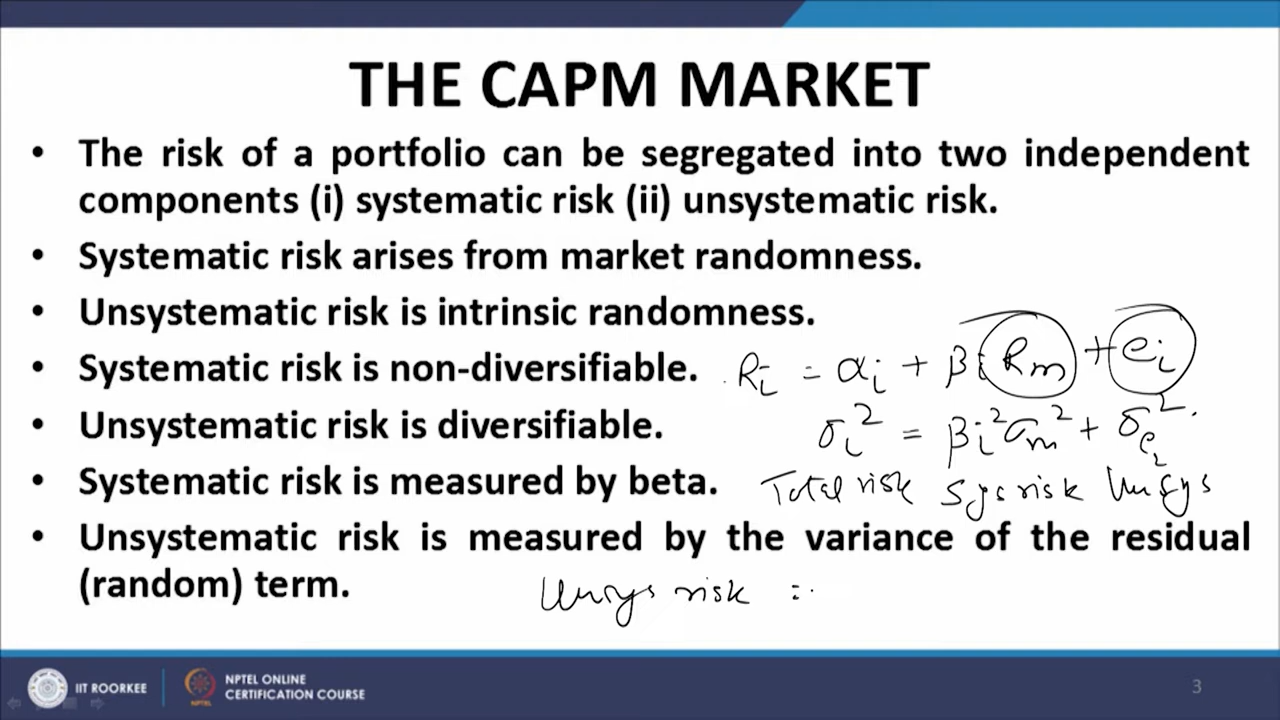 THE CAPM MARKET
• The risk of a portfolio can be segregated into two independent
components (i) systematic risk (ii) unsystematic risk.
• Systematic risk arises from market randomness.
• Unsystematic risk is intrinsic randomness.
• Systematic risk is non-diversifiable.
Ri = αi + βi Rm + ei
• Unsystematic risk is diversifiable.
σi² = βi² σm² + σe²
• Systematic risk is measured by beta.
Total risk Sys risk Unsys
• Unsystematic risk is measured by the variance of the residual
(random) term.
Unsys risk =
IIT ROORKEE
NPTEL ONLINE
CERTIFICATION COURSE
NPTEL
3